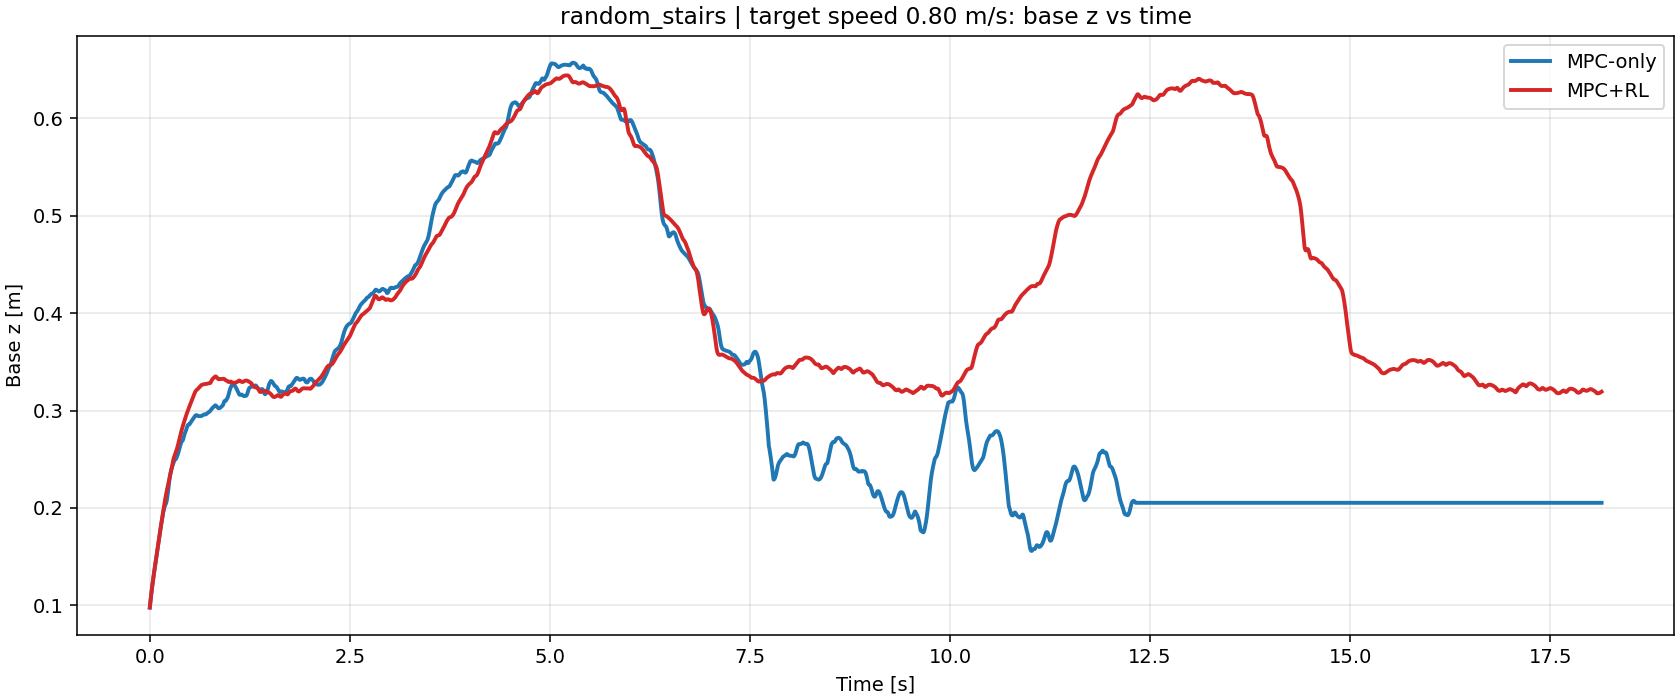 random_stairs | target speed 0.80 m/s: base z vs time
MPC-only
MPC+RL
Base z [m]
0.6
0.5
0.4
0.3
0.2
0.1
0.0 2.5 5.0 7.5 10.0 12.5 15.0 17.5
Time [s]